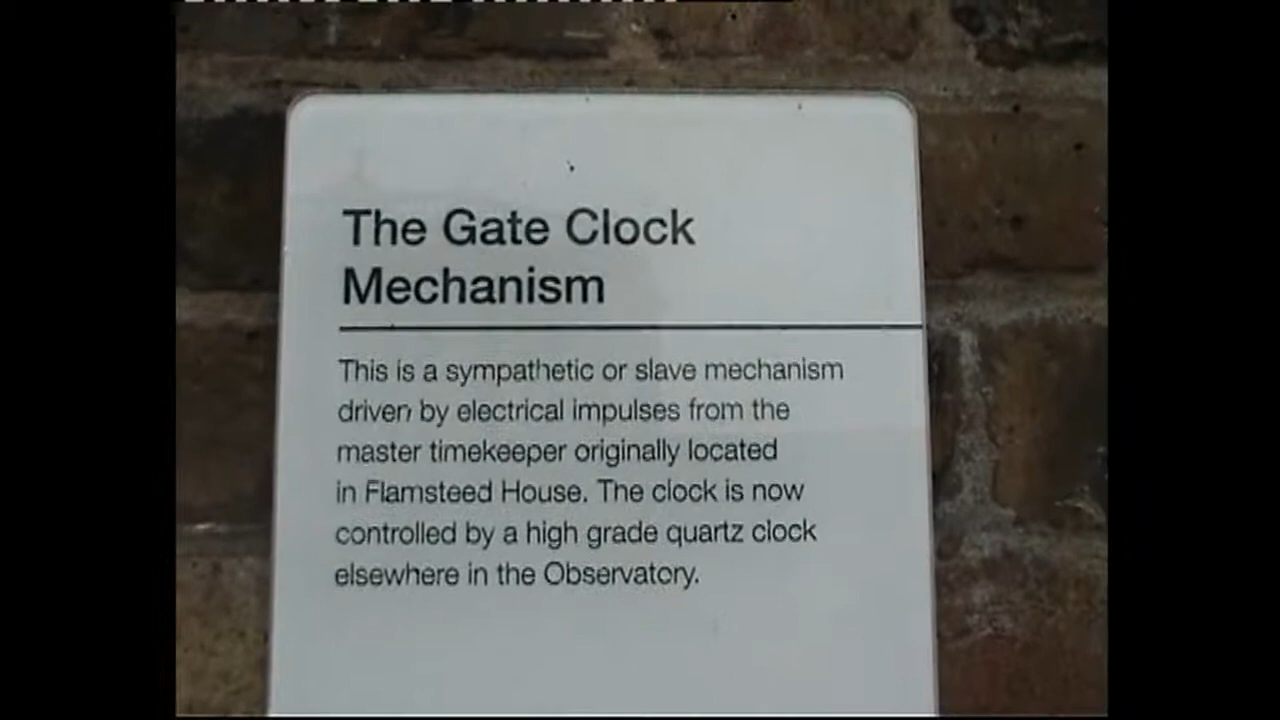 The Gate Clock
Mechanism
This is a sympathetic or slave mechanism
driven by electrical impulses from the
master timekeeper originally located
in Flamsteed House. The clock is now
controlled by a high grade quartz clock
elsewhere in the Observatory.